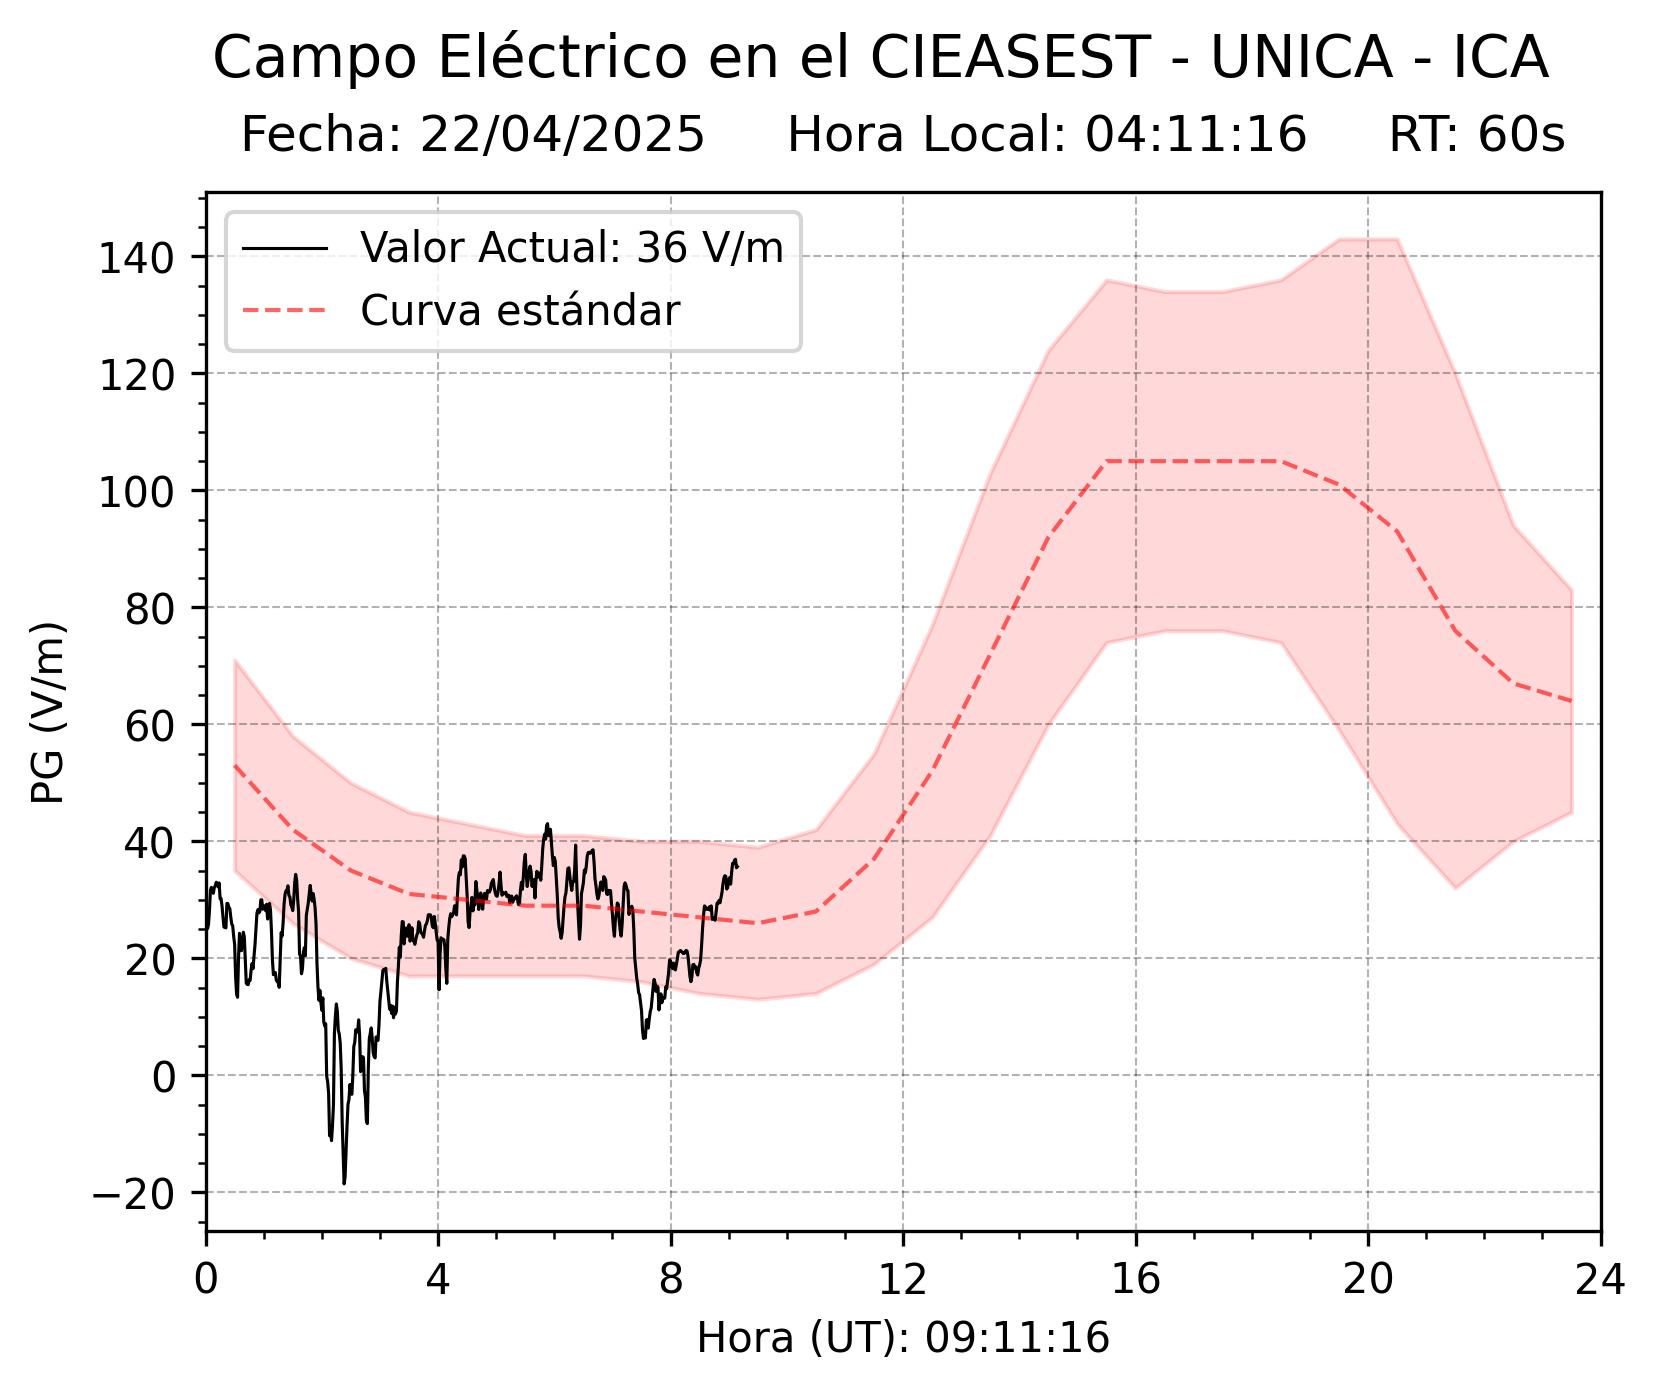 Campo Eléctrico en el CIEASEST - UNICA - ICA
Fecha: 22/04/2025 Hora Local: 04:11:16 RT: 60s
Valor Actual: 36 V/m
Curva estándar
PG (V/m)
140
120
100
80
60
40
20
0
−20
0 4 8 12 16 20 24
Hora (UT): 09:11:16